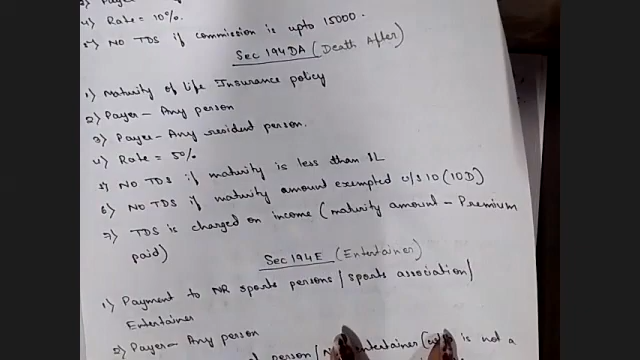 4) Rate = 10%.
5) NO TDS if commission is upto 15000.
Sec 194DA (Death After)
1) Maturity of Life Insurance policy
2) Payer - Any person
3) Payee - Any resident person.
4) Rate = 5%
5) NO TDS if maturity is less than 1L
6) NO TDS if maturity amount exempted u/s 10 (10D)
7) TDS is charged on income (maturity amount - Premium
paid)
Sec 194E (Entertainer)
1) Payment to NR sports persons / sports association /
Entertainer
2) Payer - Any person
person / entertainer ( is not a